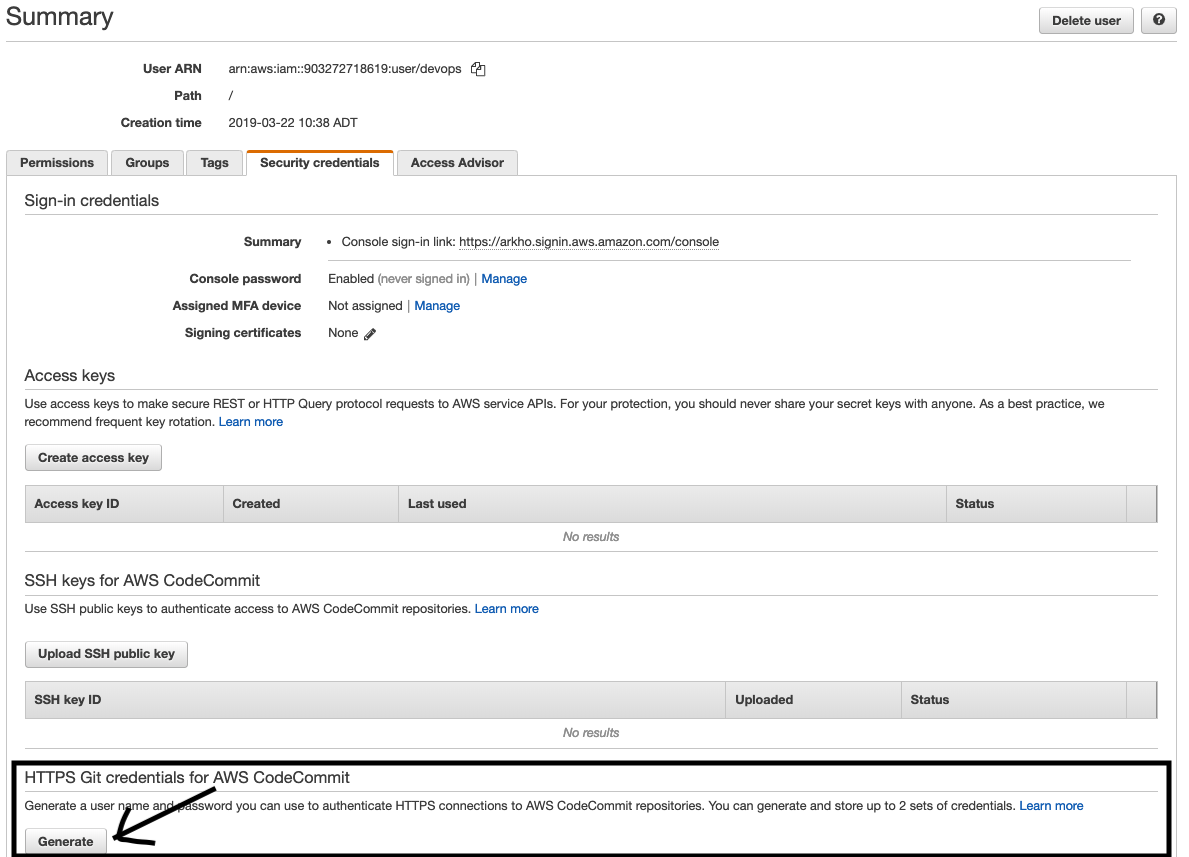 Summary
Delete user
?
User ARN arn:aws:iam::903272718619:user/devops
Path /
Creation time 2019-03-22 10:38 ADT
Permissions Groups Tags Security credentials Access Advisor
Sign-in credentials
Summary • Console sign-in link: https://arkho.signin.aws.amazon.com/console
Console password Enabled (never signed in) | Manage
Assigned MFA device Not assigned | Manage
Signing certificates None
Access keys
Use access keys to make secure REST or HTTP Query protocol requests to AWS service APIs. For your protection, you should never share your secret keys with anyone. As a best practice, we
recommend frequent key rotation. Learn more
Create access key
Access key ID Created Last used Status
No results
SSH keys for AWS CodeCommit
Use SSH public keys to authenticate access to AWS CodeCommit repositories. Learn more
Upload SSH public key
SSH key ID Uploaded Status
No results
HTTPS Git credentials for AWS CodeCommit
Generate a user name and password you can use to authenticate HTTPS connections to AWS CodeCommit repositories. You can generate and store up to 2 sets of credentials. Learn more
Generate